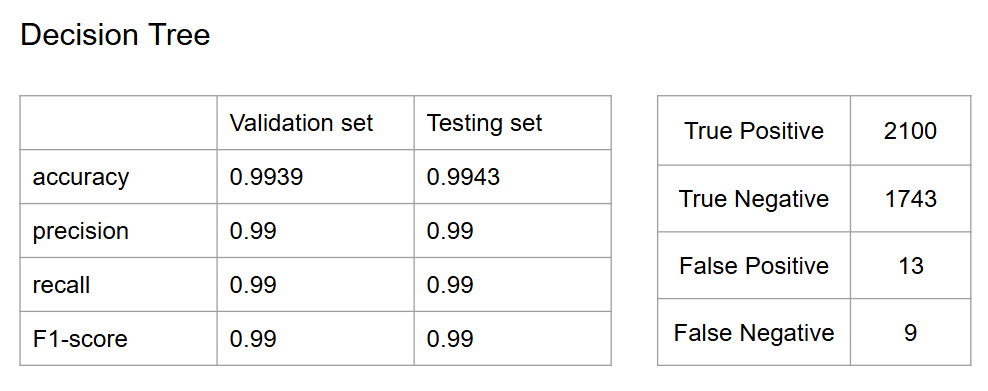 Decision Tree
Validation set Testing set
accuracy 0.9939 0.9943
precision 0.99 0.99
recall 0.99 0.99
F1-score 0.99 0.99
True Positive 2100
True Negative 1743
False Positive 13
False Negative 9